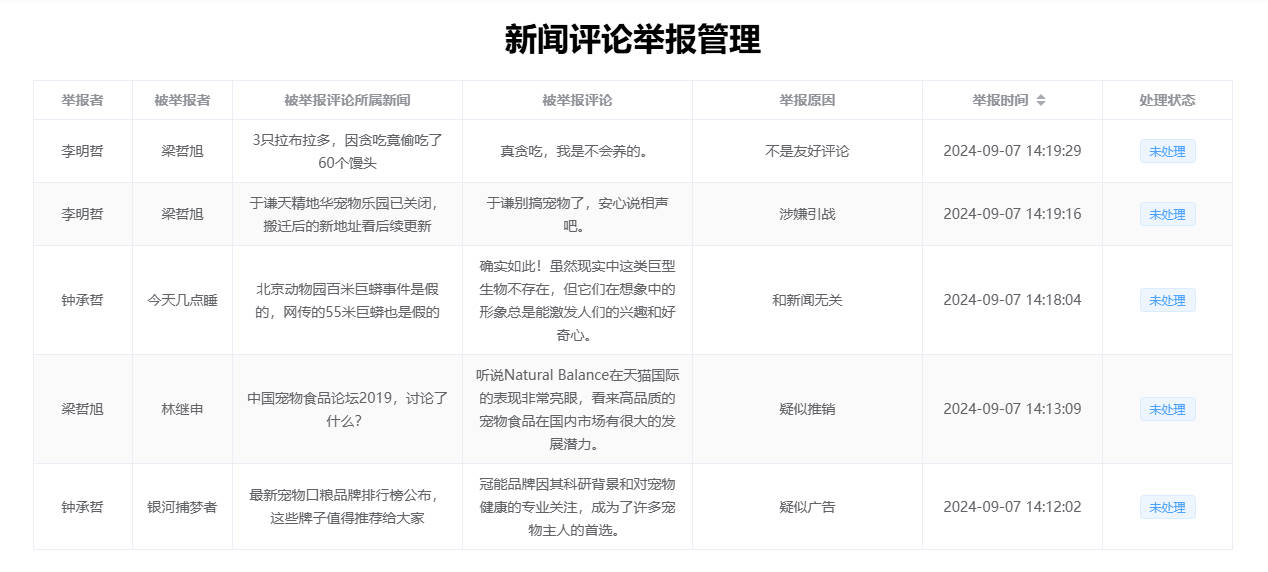 新闻评论举报管理
举报者 被举报者 被举报评论所属新闻 被举报评论 举报原因 举报时间 处理状态
李明哲 梁哲旭 3只拉布拉多，因贪吃竟偷吃了 真贪吃，我是不会养的。 不是友好评论 2024-09-07 14:19:29 未处理
60个馒头
李明哲 梁哲旭 于谦天精地华宠物乐园已关闭， 于谦别搞宠物了，安心说相声 涉嫌引战 2024-09-07 14:19:16 未处理
搬迁后的新地址看后续更新 吧。
钟承哲 今天几点睡 北京动物园百米巨蟒事件是假 确实如此！虽然现实中这类巨型 和新闻无关 2024-09-07 14:18:04 未处理
的，网传的55米巨蟒也是假的 生物不存在，但它们在想象中的
形象总是能激发人们的兴趣和好
奇心。
梁哲旭 林继申 中国宠物食品论坛2019，讨论了 听说Natural Balance在天猫国际 疑似推销 2024-09-07 14:13:09 未处理
什么？ 的表现非常亮眼，看来高品质的
宠物食品在国内市场有很大的发
展潜力。
钟承哲 银河捕梦者 最新宠物口粮品牌排行榜公布， 冠能品牌因其科研背景和对宠物 疑似广告 2024-09-07 14:12:02 未处理
这些牌子值得推荐给大家 健康的专业关注，成为了许多宠
物主人的首选。